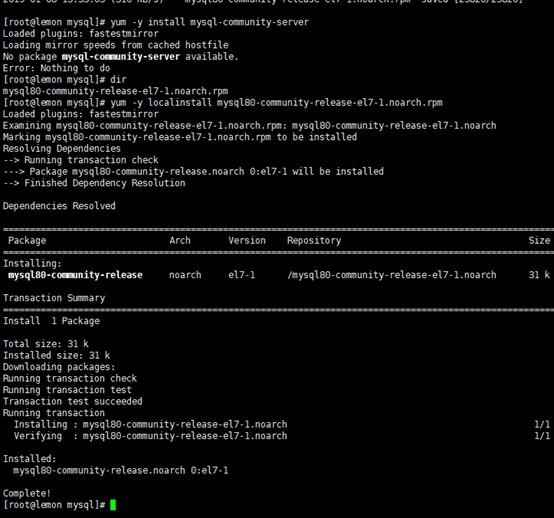 [root@lemon mysql]# yum -y install mysql-community-server
Loaded plugins: fastestmirror
Loading mirror speeds from cached hostfile
No package mysql-community-server available.
Error: Nothing to do
[root@lemon mysql]# dir
mysql80-community-release-el7-1.noarch.rpm
[root@lemon mysql]# yum -y localinstall mysql80-community-release-el7-1.noarch.rpm
Loaded plugins: fastestmirror
Examining mysql80-community-release-el7-1.noarch.rpm: mysql80-community-release-el7-1.noarch
Marking mysql80-community-release-el7-1.noarch.rpm to be installed
Resolving Dependencies
--> Running transaction check
---> Package mysql80-community-release.noarch 0:el7-1 will be installed
--> Finished Dependency Resolution
Dependencies Resolved
================================================================================
Package Arch Version Repository Size
================================================================================
Installing:
mysql80-community-release noarch el7-1 /mysql80-community-release-el7-1.noarch 31 k
Transaction Summary
================================================================================
Install 1 Package
Total size: 31 k
Installed size: 31 k
Downloading packages:
Running transaction check
Running transaction test
Transaction test succeeded
Running transaction
Installing : mysql80-community-release-el7-1.noarch 1/1
Verifying : mysql80-community-release-el7-1.noarch 1/1
Installed:
mysql80-community-release.noarch 0:el7-1
Complete!
[root@lemon mysql]#